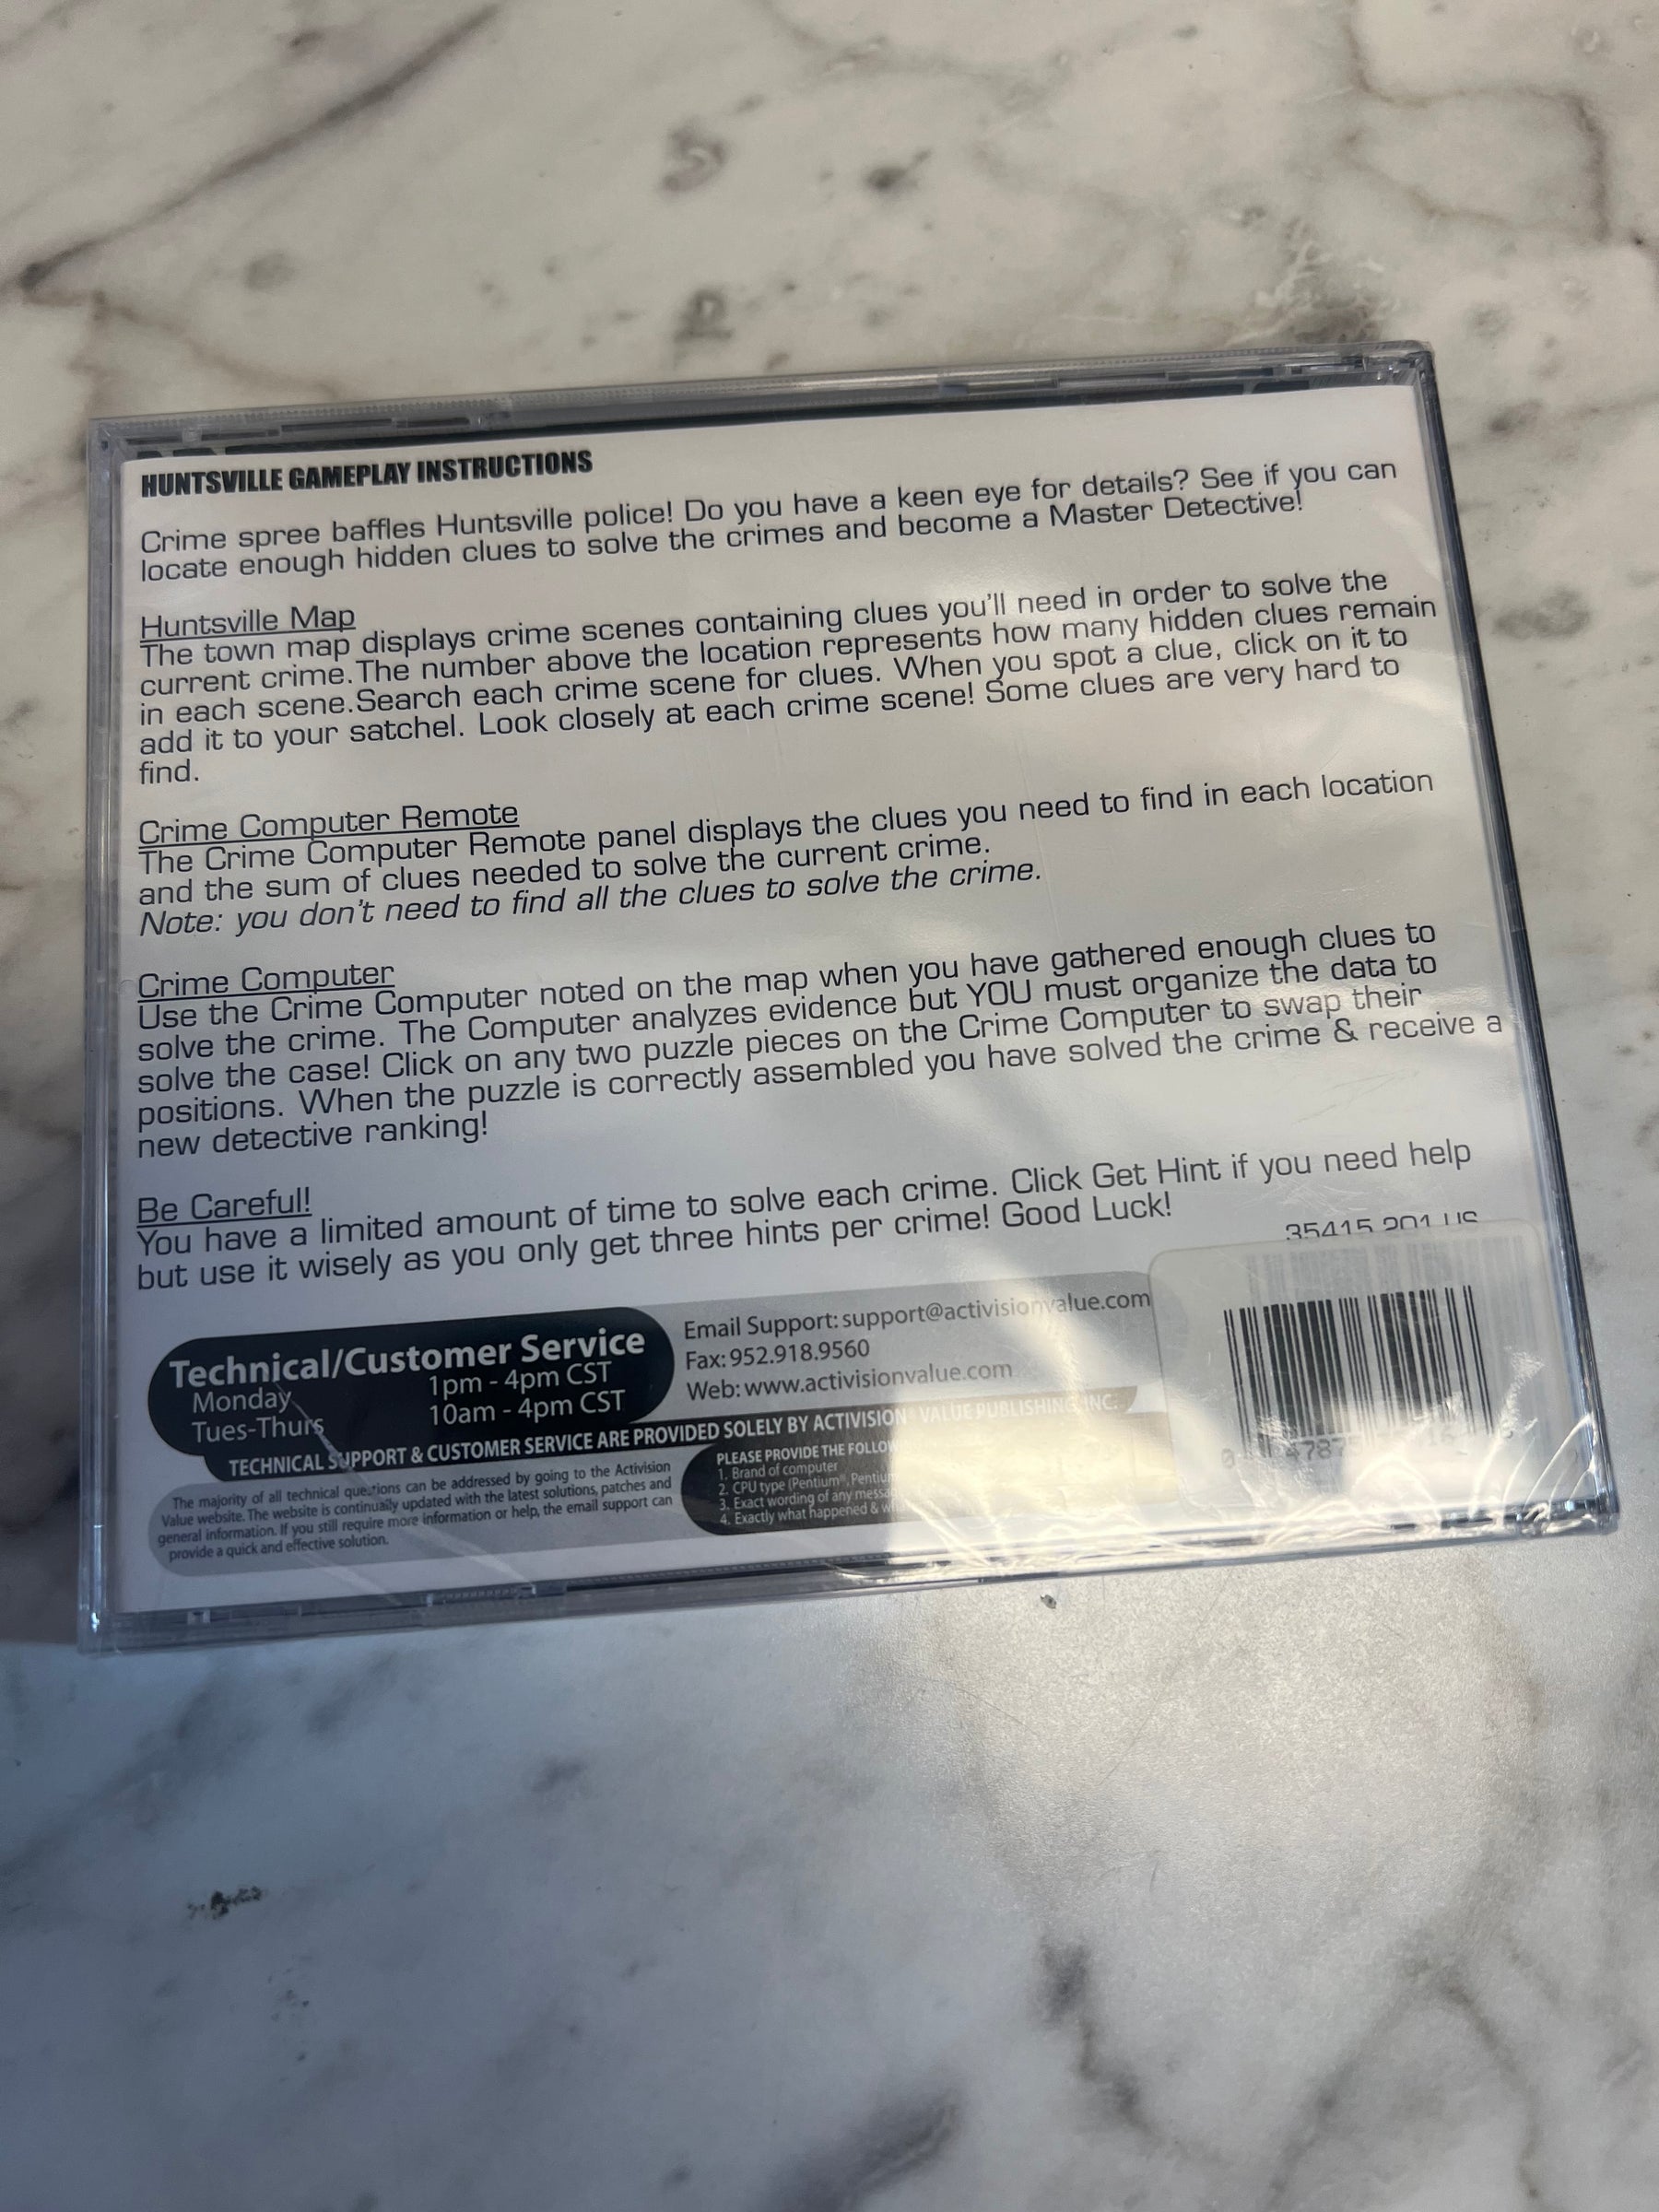 HUNTSVILLE GAMEPLAY INSTRUCTIONS
Crime spree baffles Huntsville police! Do you have a keen eye for details? See if you can
locate enough hidden clues to solve the crimes and become a Master Detective!
Huntsville Map
The town map displays crime scenes containing clues you'll need in order to solve the
current crime.The number above the location represents how many hidden clues remain
in each scene.Search each crime scene for clues. When you spot a clue, click on it to
add it to your satchel. Look closely at each crime scene! Some clues are very hard to
find.
Crime Computer Remote
The Crime Computer Remote panel displays the clues you need to find in each location
and the sum of clues needed to solve the current crime.
Note: you don't need to find all the clues to solve the crime.
Crime Computer
Use the Crime Computer noted on the map when you have gathered enough clues to
solve the crime. The Computer analyzes evidence but YOU must organize the data to
solve the case! Click on any two puzzle pieces on the Crime Computer to swap their
positions. When the puzzle is correctly assembled you have solved the crime & receive a
new detective ranking!
Be Careful!
You have a limited amount of time to solve each crime. Click Get Hint if you need help
but use it wisely as you only get three hints per crime! Good Luck!
35415.201.US
Technical/Customer Service
Monday 1pm - 4pm CST
Tues-Thurs 10am - 4pm CST
Email Support: support@activisionvalue.com
Fax: 952.918.9560
Web: www.activisionvalue.com
TECHNICAL SUPPORT & CUSTOMER SERVICE ARE PROVIDED SOLELY BY ACTIVISION VALUE PUBLISHING, INC.
The majority of all technical questions can be addressed by going to the Activision
Value website. The website is continually updated with the latest solutions, patches and
general information. If you still require more information or help, the email support can
provide a quick and effective solution.
PLEASE PROVIDE THE
1. Brand of computer
2. CPU type (Pentium®,
3. Exact wording of any
4. Exactly what happened &